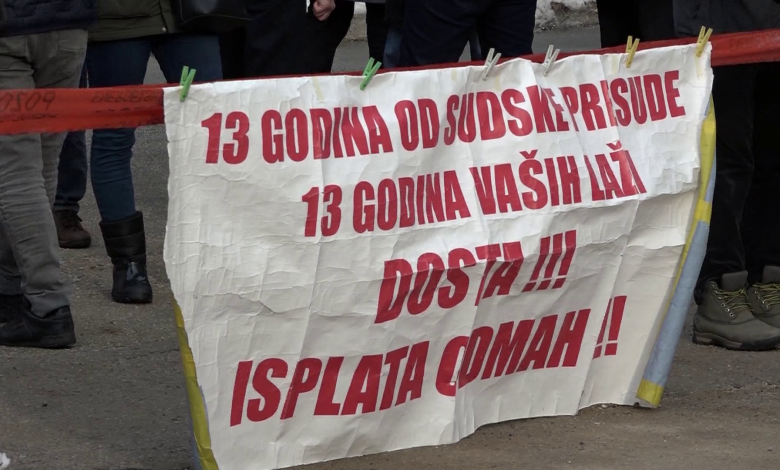 13 GODINA OD SUDSKE PRESUDE
13 GODINA VAŠIH LAŽI
DOSTA !!!
ISPLATA ODMAH !!